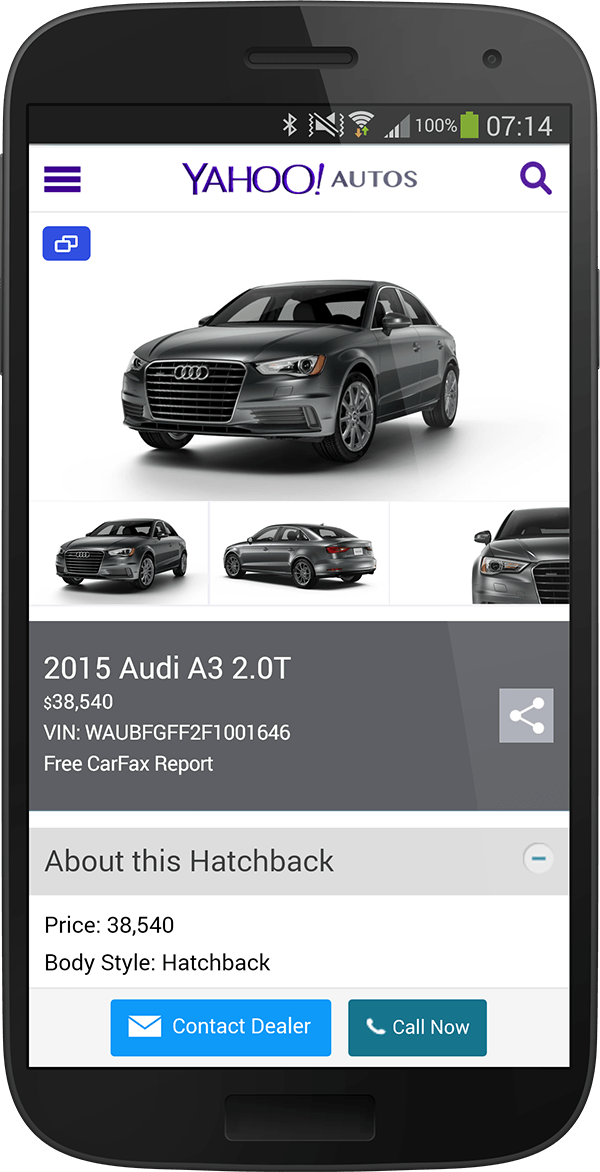 100% 07:14
YAHOO! AUTOS
2015 Audi A3 2.0T
$38,540
VIN: WAUBFGFF2F1001646
Free CarFax Report
About this Hatchback
Price: 38,540
Body Style: Hatchback
Contact Dealer Call Now